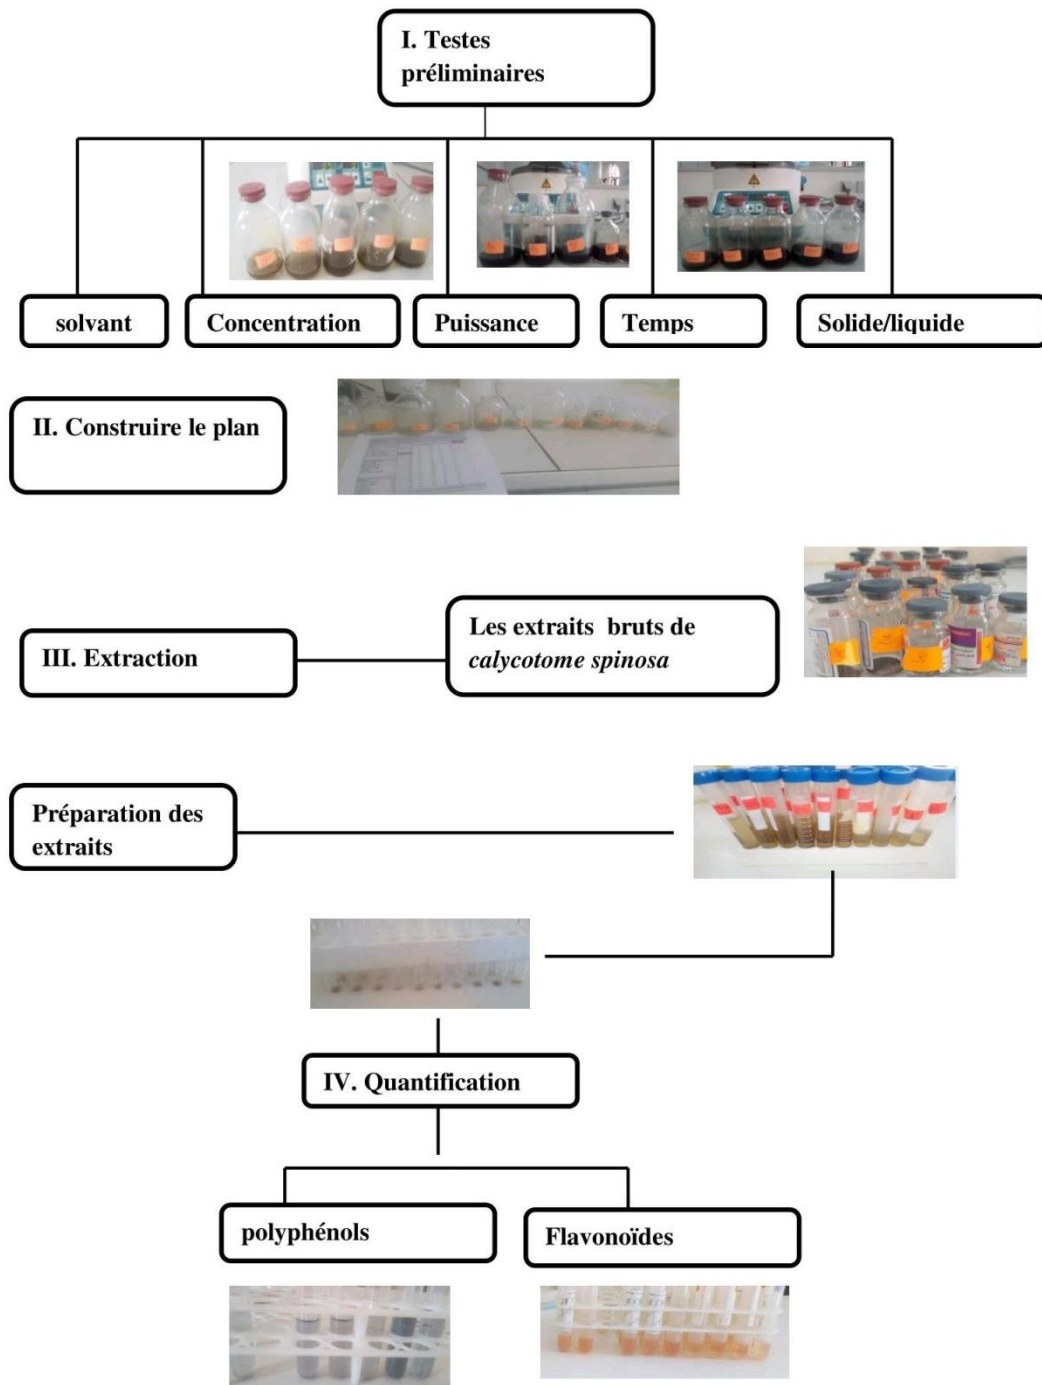 I. Testes
préliminaires
solvant
Concentration
Puissance
Temps
Solide/liquide
II. Construire le plan
III. Extraction
Les extraits bruts de
calycotome spinosa
Préparation des
extraits
IV. Quantification
polyphénols
Flavonoïdes